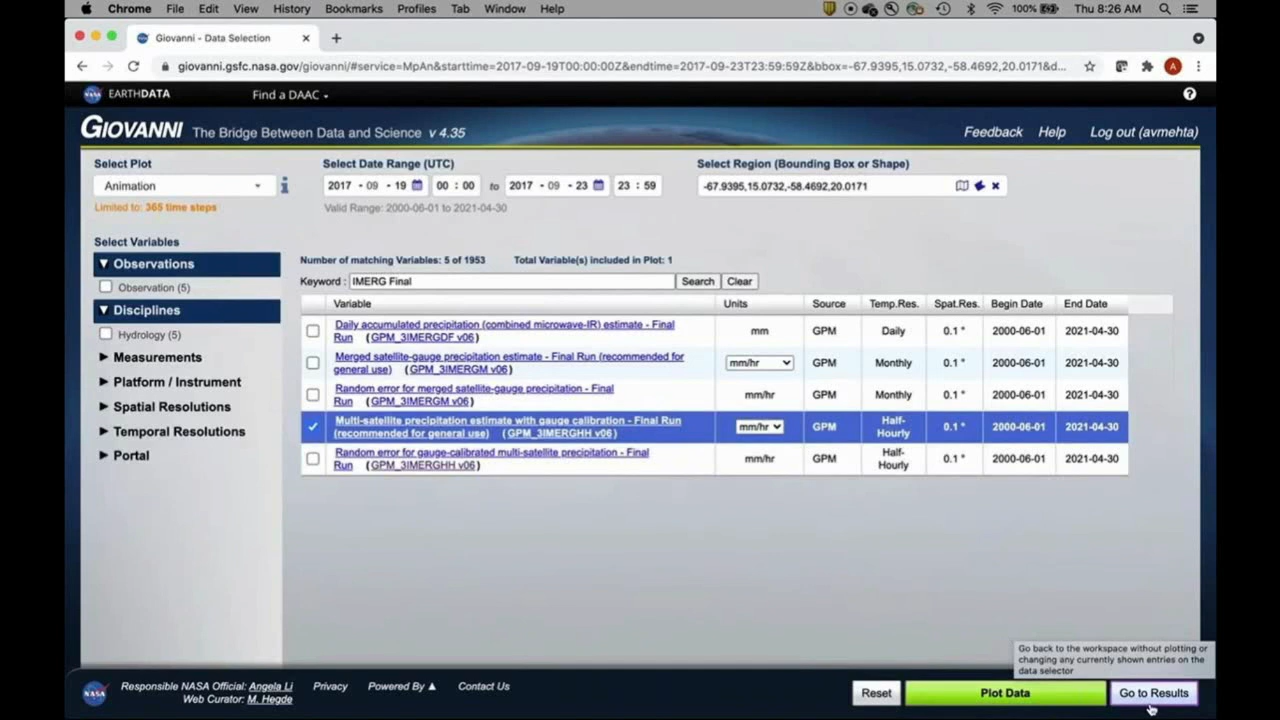 Chrome File Edit View History Bookmarks Profiles Tab Window Help 100% Thu 8:26 AM
Giovanni - Data Selection
giovanni.gsfc.nasa.gov/giovanni/#service=MpAn&starttime=2017-09-19T00:00:00Z&endtime=2017-09-23T23:59:59Z&bbox=-67.9395,15.0732,-58.4692,20.0171&d...
A
EARTHDATA Find a DAAC
GIOVANNI The Bridge Between Data and Science v 4.35 Feedback Help Log out (avmehta)
Select Plot Select Date Range (UTC) Select Region (Bounding Box or Shape)
Animation 2017 - 09 - 19 00 : 00 to 2017 - 09 - 23 23 : 59 -67.9395,15.0732,-58.4692,20.0171
Limited to: 365 time steps Valid Range: 2000-06-01 to 2021-04-30
Select Variables
Number of matching Variables: 5 of 1953 Total Variable(s) included in Plot: 1
Observations
Observation (5)
Keyword : IMERG Final Search Clear
Disciplines
Hydrology (5)
Measurements
Platform / Instrument
Spatial Resolutions
Temporal Resolutions
Portal
Variable Units Source Temp.Res. Spat.Res. Begin Date End Date
Daily accumulated precipitation (combined microwave-IR) estimate - Final
Run (GPM_3IMERGDF v06) mm GPM Daily 0.1 ° 2000-06-01 2021-04-30
Merged satellite-gauge precipitation estimate - Final Run (recommended for
general use) (GPM_3IMERGM v06) mm/hr GPM Monthly 0.1 ° 2000-06-01 2021-04-30
Random error for merged satellite-gauge precipitation - Final
Run (GPM_3IMERGM v06) mm/hr GPM Monthly 0.1 ° 2000-06-01 2021-04-30
Multi-satellite precipitation estimate with gauge calibration - Final Run
(recommended for general use) (GPM_3IMERGHH v06) mm/hr GPM Half-Hourly 0.1 ° 2000-06-01 2021-04-30
Random error for gauge-calibrated multi-satellite precipitation - Final
Run (GPM_3IMERGHH v06) mm/hr GPM Half-Hourly 0.1 ° 2000-06-01 2021-04-30
Go back to the workspace without plotting or
changing any currently shown entries on the
data selector
NASA
Responsible NASA Official: Angela Li Privacy Powered By Contact Us
Web Curator: M. Hegde
Reset Plot Data Go to Results